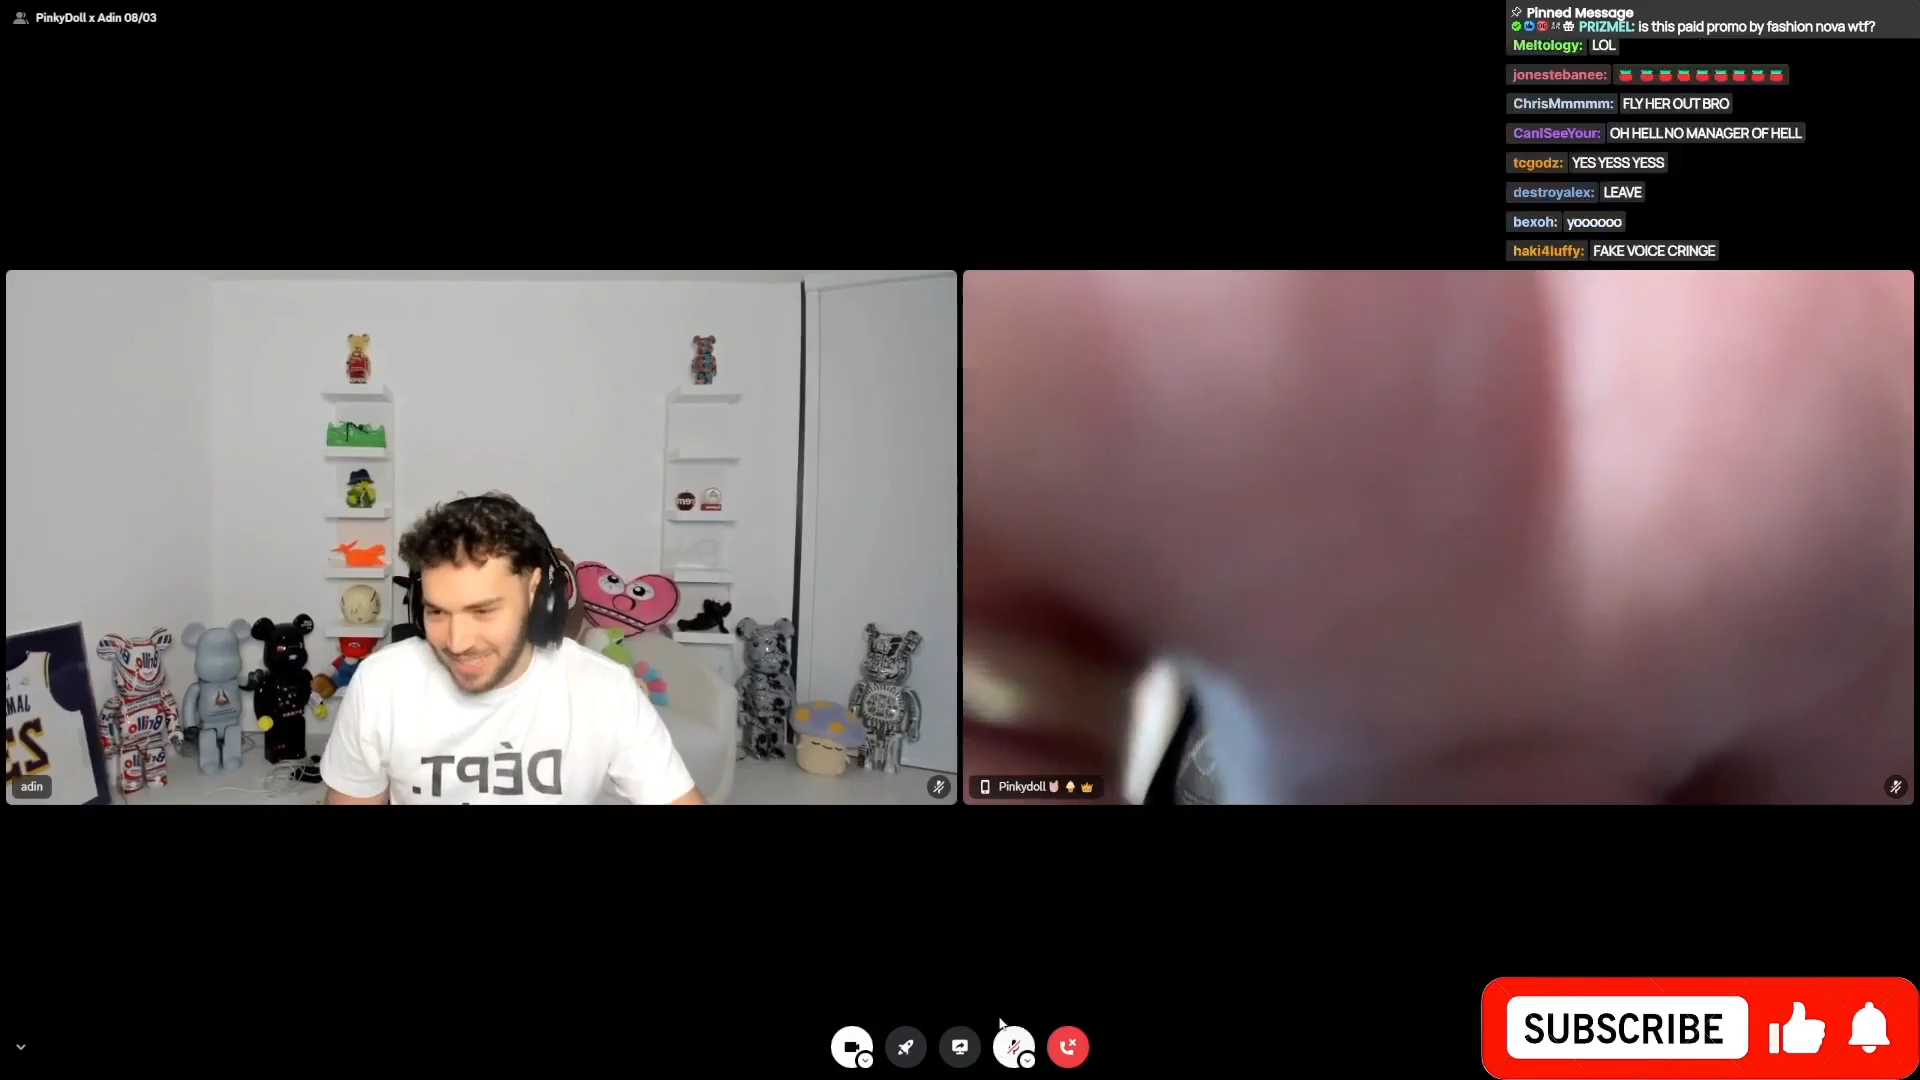 PinkyDoll x Adin 08/03
Pinned Message
PRIZMEL: is this paid promo by fashion nova wtf?
Meltology: LOL
jonestebanee:
ChrisMmmmm: FLY HER OUT BRO
CanISeeYour: OH HELL NO MANAGER OF HELL
tcgodz: YES YESS YESS
destroyalex: LEAVE
bexoh: yoooooo
haki4luffy: FAKE VOICE CRINGE
DÉPT.
adin
Pinkydoll
SUBSCRIBE